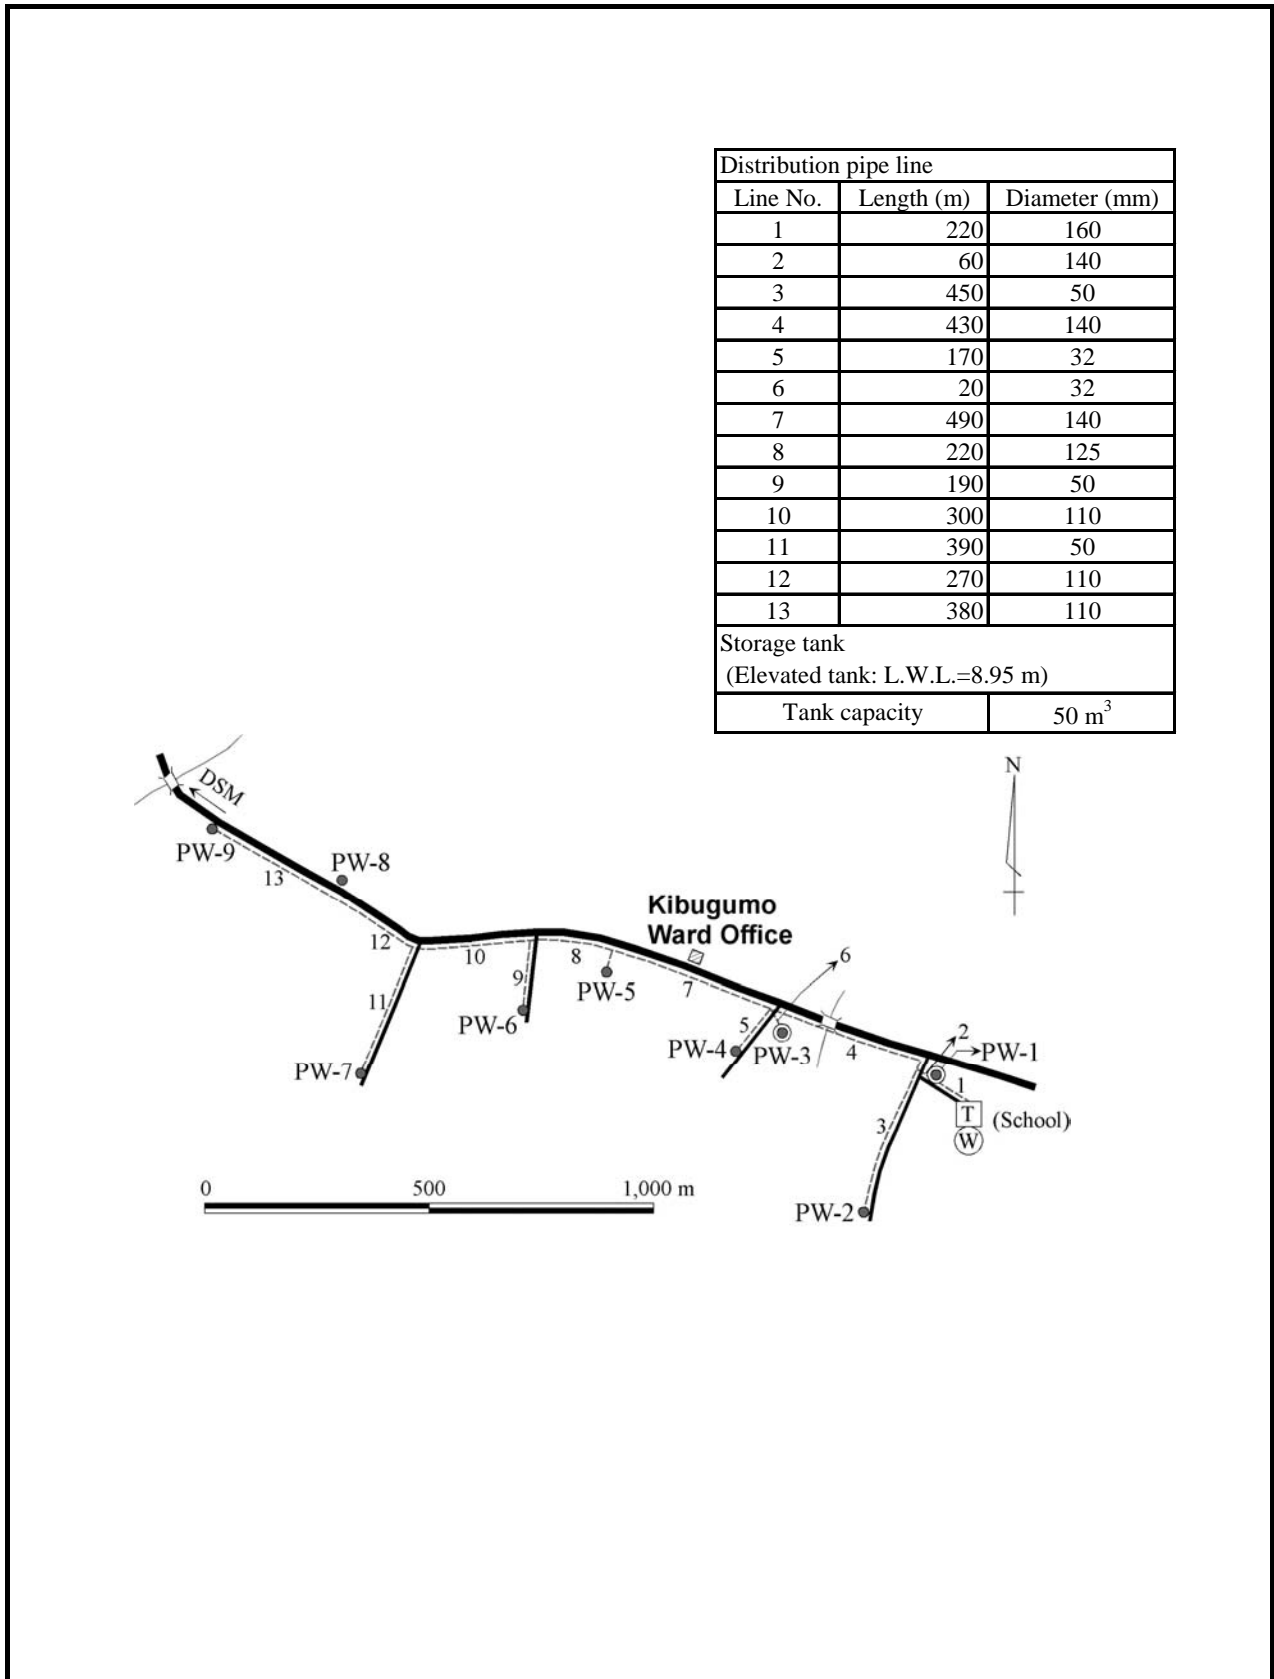 Distribution pipe line
Line No. Length (m) Diameter (mm)
1 220 160
2 60 140
3 450 50
4 430 140
5 170 32
6 20 32
7 490 140
8 220 125
9 190 50
10 300 110
11 390 50
12 270 110
13 380 110
Storage tank
(Elevated tank: L.W.L.=8.95 m)
Tank capacity 50 m³
N
DSM
PW-9
13
PW-8
12
10
11
PW-7
9
PW-6
8
PW-5
Kibugumo
Ward Office
7
6
5
PW-4
PW-3
4
2
PW-1
1
T
W
(School)
3
PW-2
0 500 1,000 m